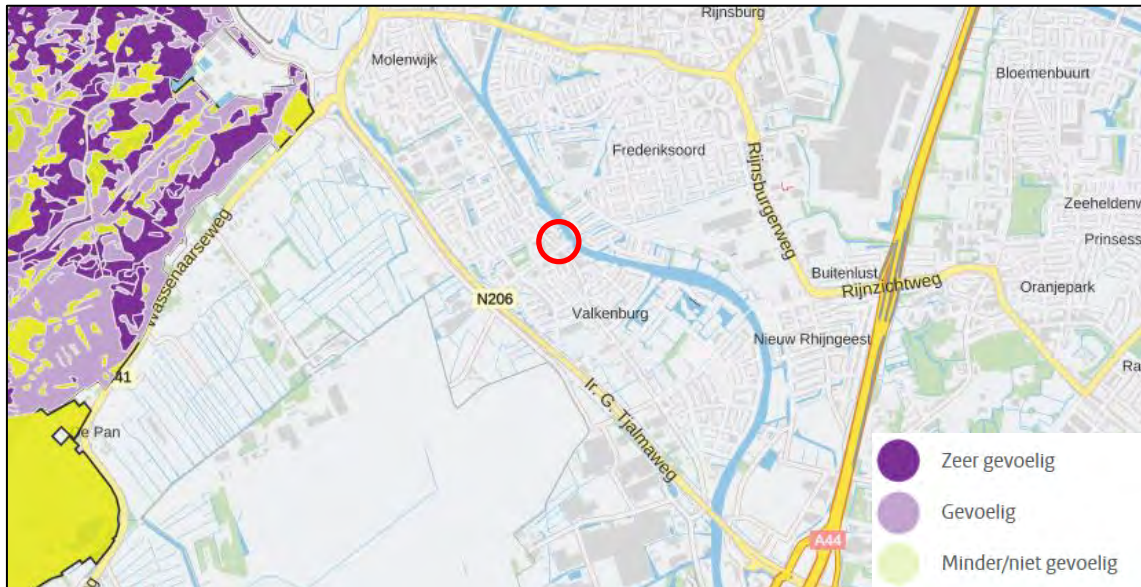 Rijnsburg
Molenwijk
Bloemenbuurt
Frederiksoord
Rijnsburgerweg
Zeeheldenw
Wassenaarseweg
Prinsess
Buitenlust
Rijnzichtweg
Oranjepark
N206
Valkenburg
Nieuw Rhijngeest
Ra
41
Ir. G. Tjalmaweg
e Pan
A44
g
Zeer gevoelig
Gevoelig
Minder/niet gevoelig